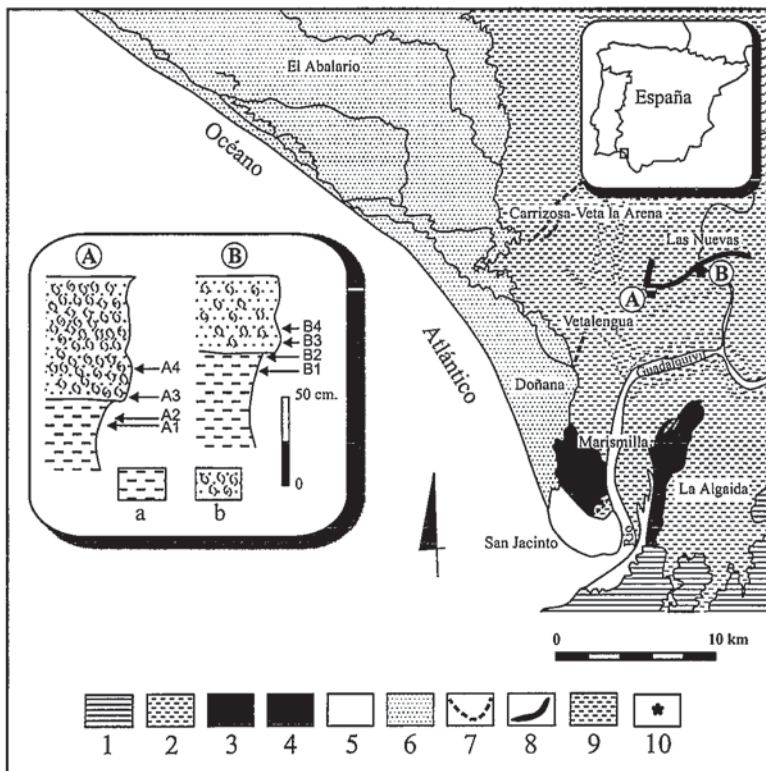 El Abalario
España
Océano
Carrizosa-Veta la Arena
Las Nuevas
A
B
A
B
Atlántico
Vetalengua
B4
B3
B2
B1
A4
A3
A2
A1
50 cm.
0
a
b
Doñana
Guadalquivir
Marismilla
La Algaida
San Jacinto
Rio
0 10 km
1 2 3 4 5 6 7 8 9 10